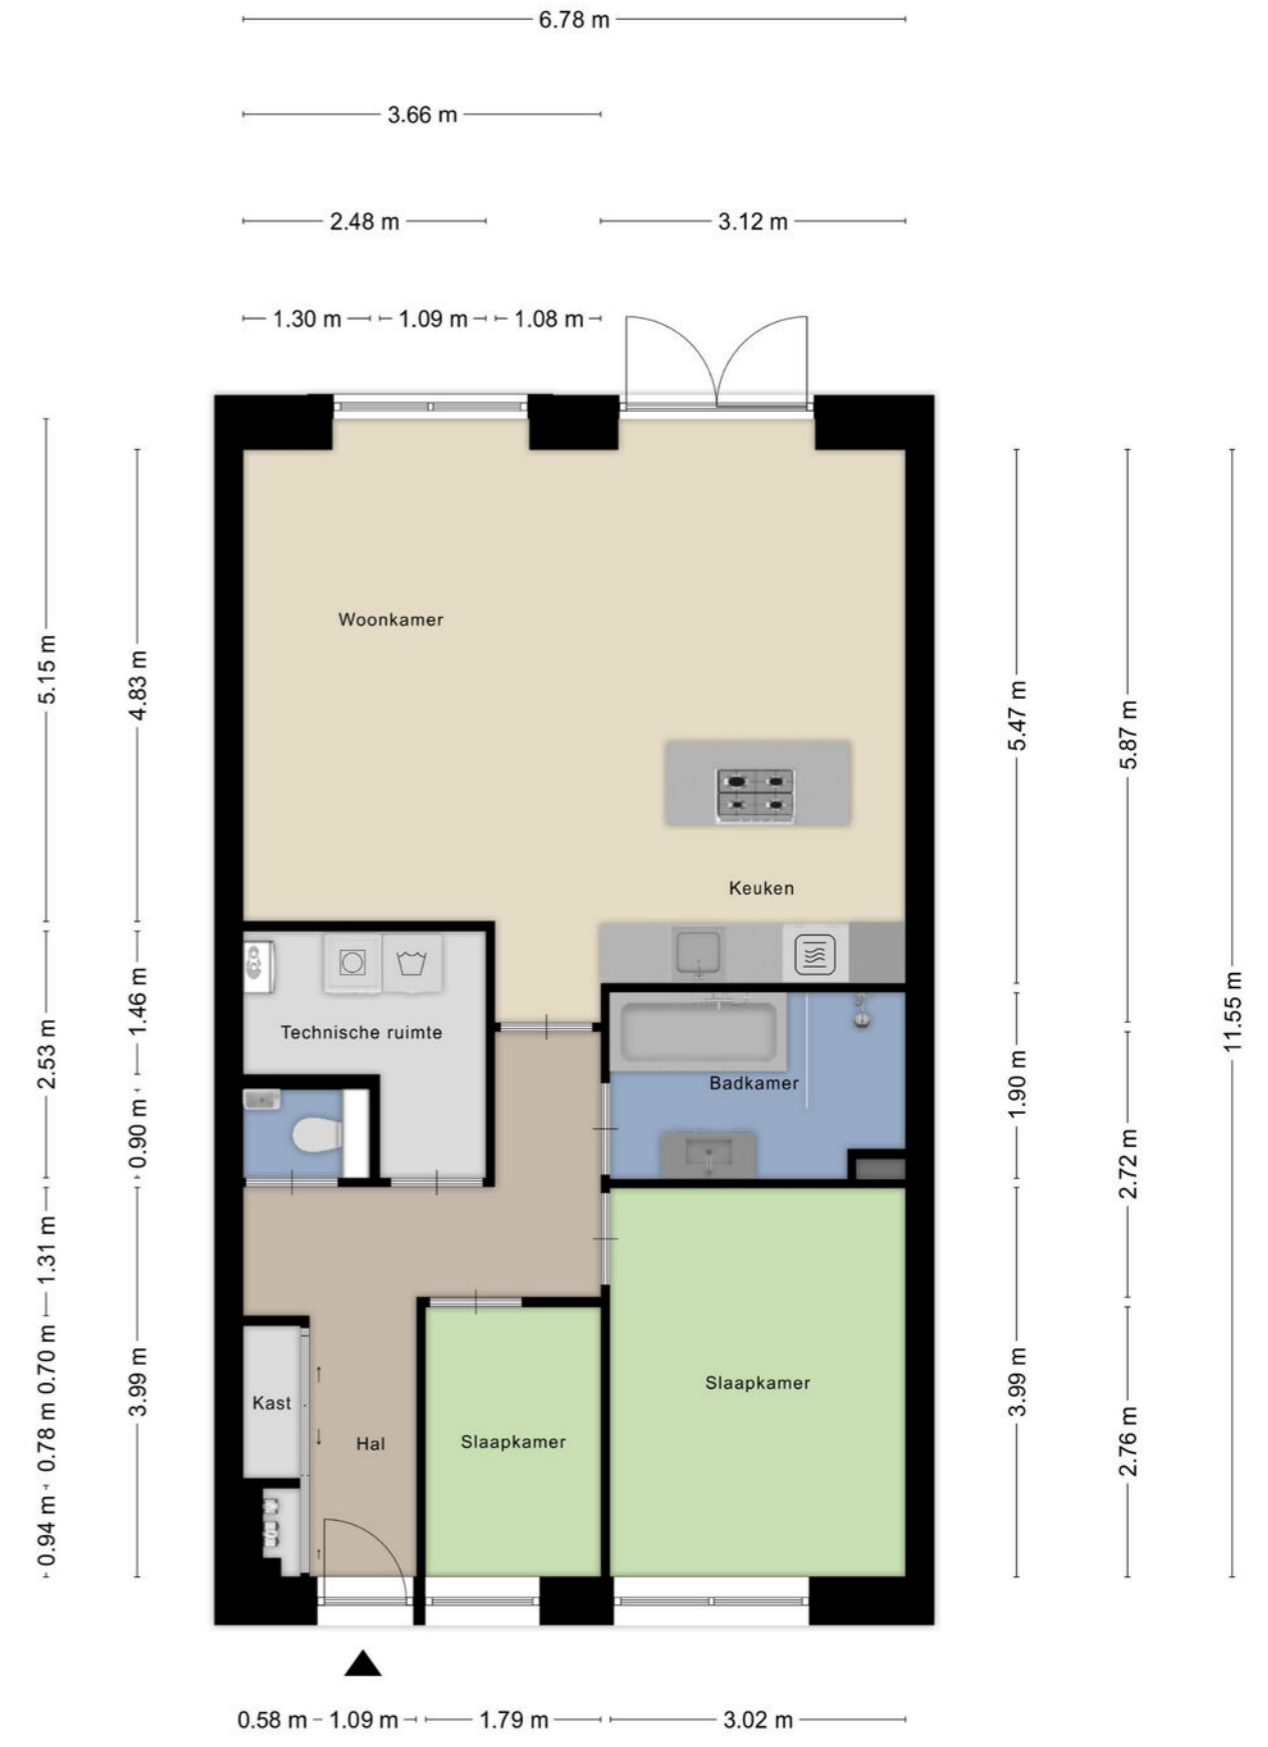 6.78 m
3.66 m
2.48 m
3.12 m
1.30 m
1.09 m
1.08 m
5.15 m
4.83 m
2.53 m
1.46 m
0.90 m
1.31 m
0.70 m
0.78 m
0.94 m
3.99 m
Woonkamer
Keuken
Technische ruimte
Badkamer
Slaapkamer
Kast
Hal
Slaapkamer
5.47 m
5.87 m
11.55 m
1.90 m
2.72 m
3.99 m
2.76 m
0.58 m
1.09 m
1.79 m
3.02 m